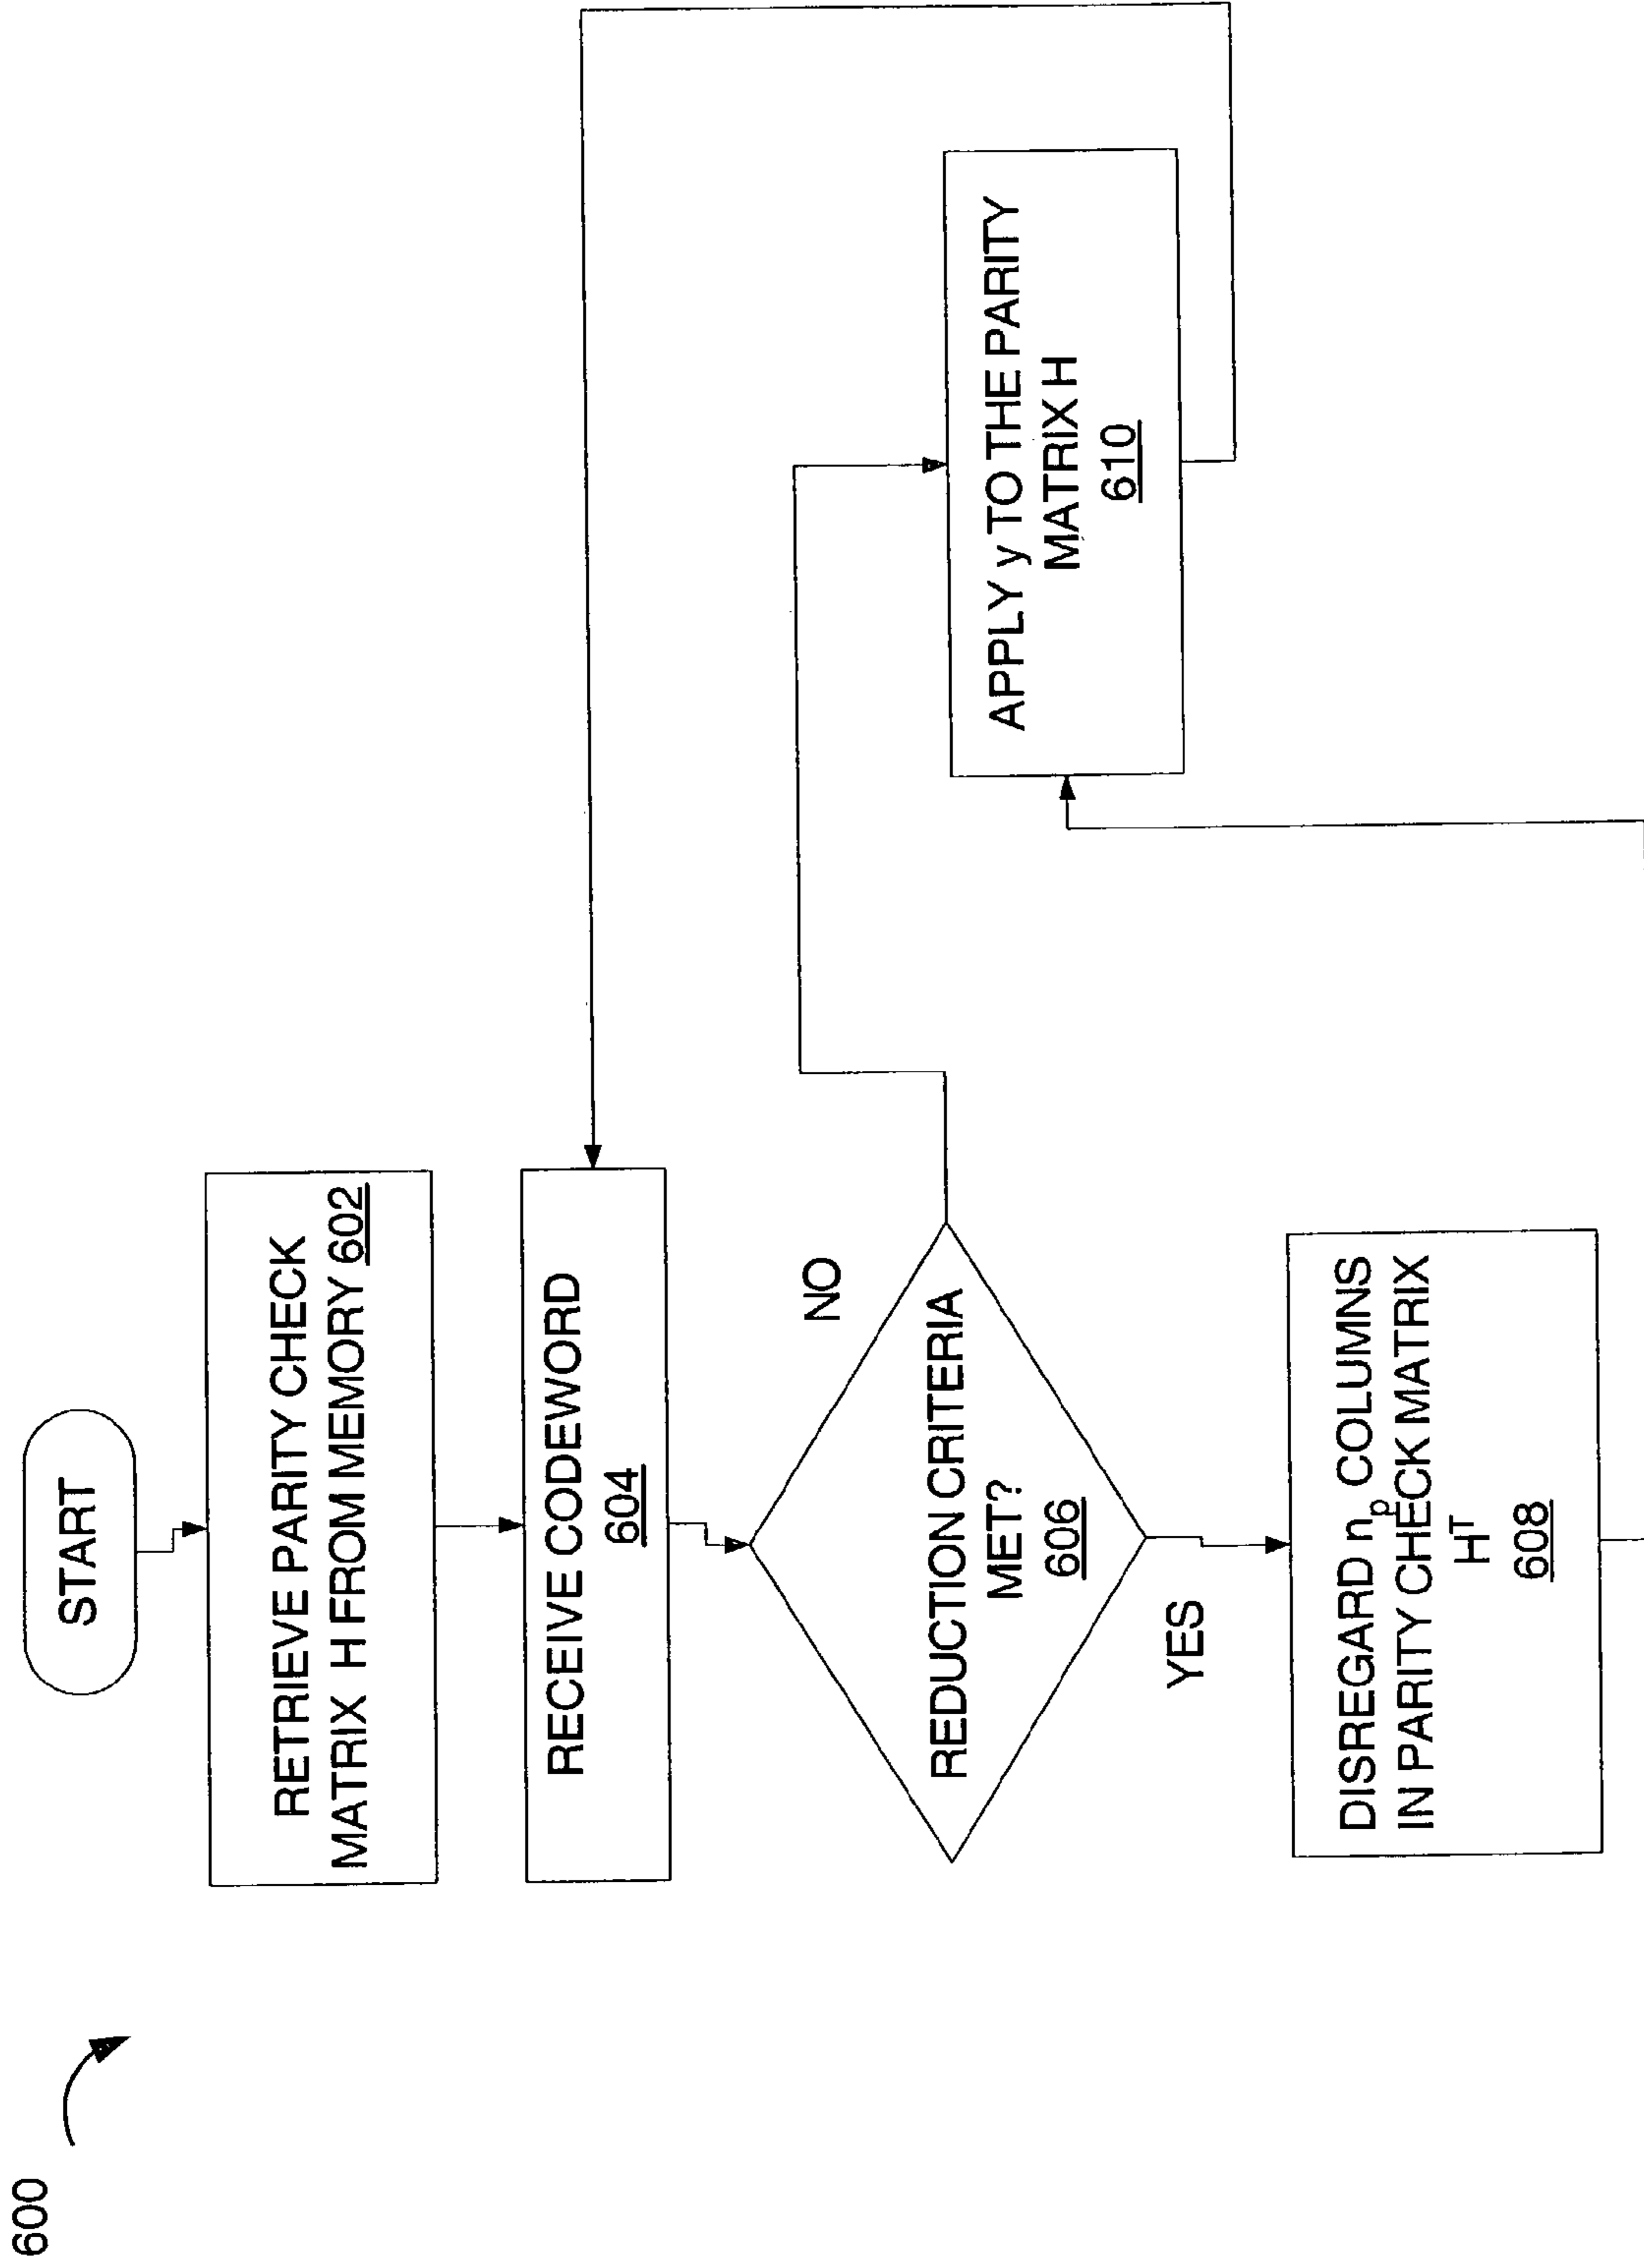 600
START
RETRIEVE PARITY CHECK
MATRIX H FROM MEMORY 602
RECEIVE CODEWORD
604
REDUCTION CRITERIA
MET?
606
NO
YES
DISREGARD np COLUMNS
IN PARITY CHECK MATRIX
HT
608
APPLY y TO THE PARITY
MATRIX H
610